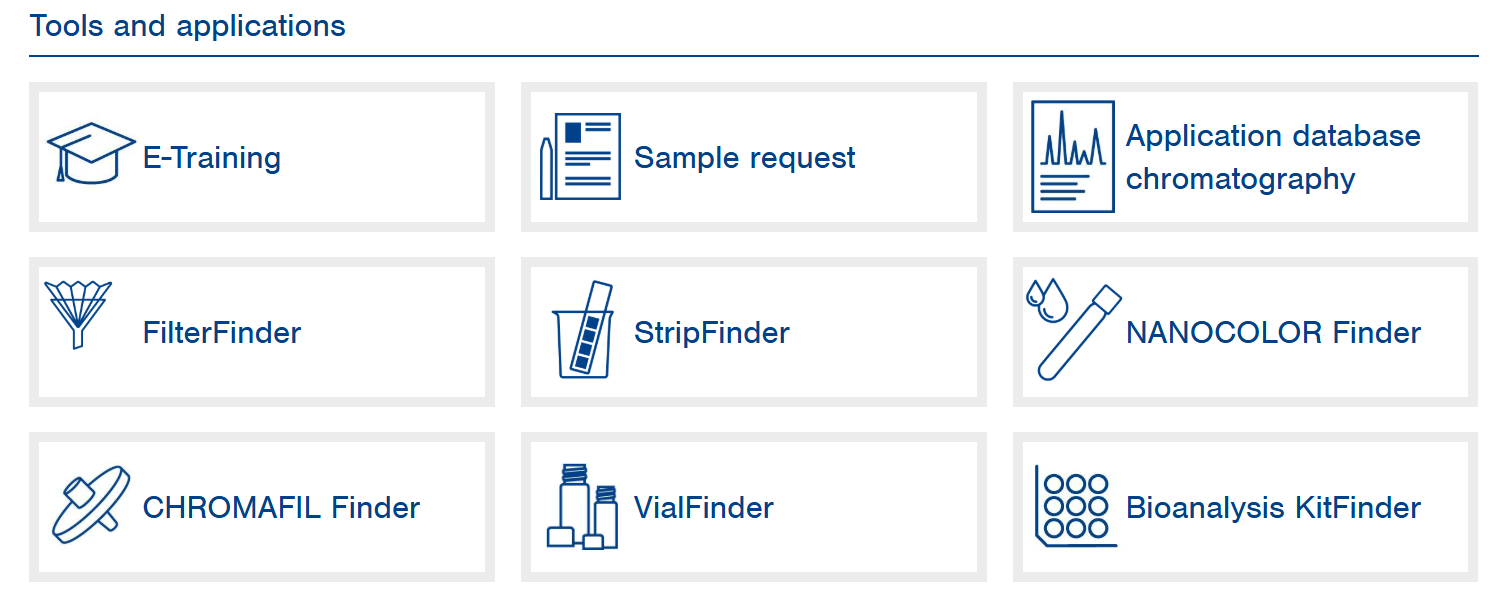 Tools and applications
E-Training
Sample request
Application database
chromatography
FilterFinder
StripFinder
NANOCOLOR Finder
CHROMAFIL Finder
VialFinder
Bioanalysis KitFinder